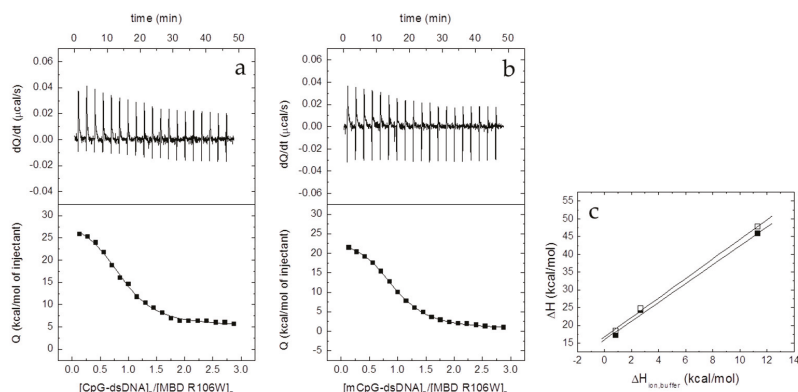 time (min)
0 10 20 30 40 50
a
0.06
0.04
0.02
0.00
-0.02
-0.04
dQ/dt (μcal/s)
30
25
20
15
10
5
0
Q (kcal/mol of injectant)
0.0 0.5 1.0 1.5 2.0 2.5 3.0
[CpG-dsDNA]_/[MBD R106W]_
time (min)
0 10 20 30 40 50
b
0.06
0.04
0.02
0.00
-0.02
-0.04
-0.06
dQ/dt (μcal/s)
30
25
20
15
10
5
0
-5
Q (kcal/mol of injectant)
0.0 0.5 1.0 1.5 2.0 2.5 3.0
[mCpG-dsDNA]_/[MBD R106W]_
c
55
50
45
40
35
30
25
20
15
ΔH (kcal/mol)
-2 0 2 4 6 8 10 12 14
ΔHion,buffer (kcal/mol)